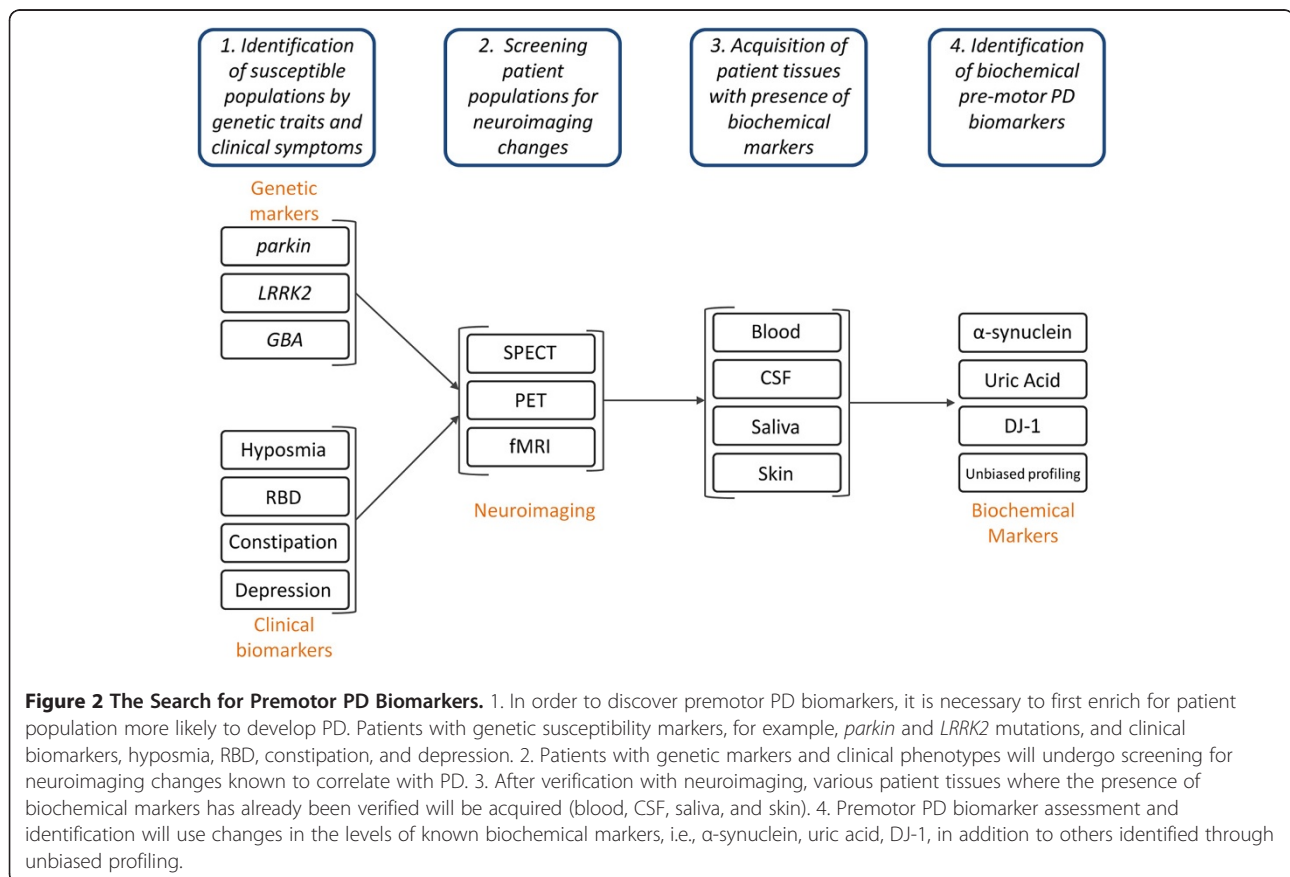 1. Identification
of susceptible
populations by
genetic traits and
clinical symptoms
2. Screening
patient
populations for
neuroimaging
changes
3. Acquisition of
patient tissues
with presence of
biochemical
markers
4. Identification
of biochemical
pre-motor PD
biomarkers
Genetic
markers
parkin
LRRK2
GBA
Hyposmia
RBD
Constipation
Depression
Clinical
biomarkers
SPECT
PET
fMRI
Neuroimaging
Blood
CSF
Saliva
Skin
α-synuclein
Uric Acid
DJ-1
Unbiased profiling
Biochemical
Markers
Figure 2 The Search for Premotor PD Biomarkers. 1. In order to discover premotor PD biomarkers, it is necessary to first enrich for patient
population more likely to develop PD. Patients with genetic susceptibility markers, for example, parkin and LRRK2 mutations, and clinical
biomarkers, hyposmia, RBD, constipation, and depression. 2. Patients with genetic markers and clinical phenotypes will undergo screening for
neuroimaging changes known to correlate with PD. 3. After verification with neuroimaging, various patient tissues where the presence of
biochemical markers has already been verified will be acquired (blood, CSF, saliva, and skin). 4. Premotor PD biomarker assessment and
identification will use changes in the levels of known biochemical markers, i.e., α-synuclein, uric acid, DJ-1, in addition to others identified through
unbiased profiling.